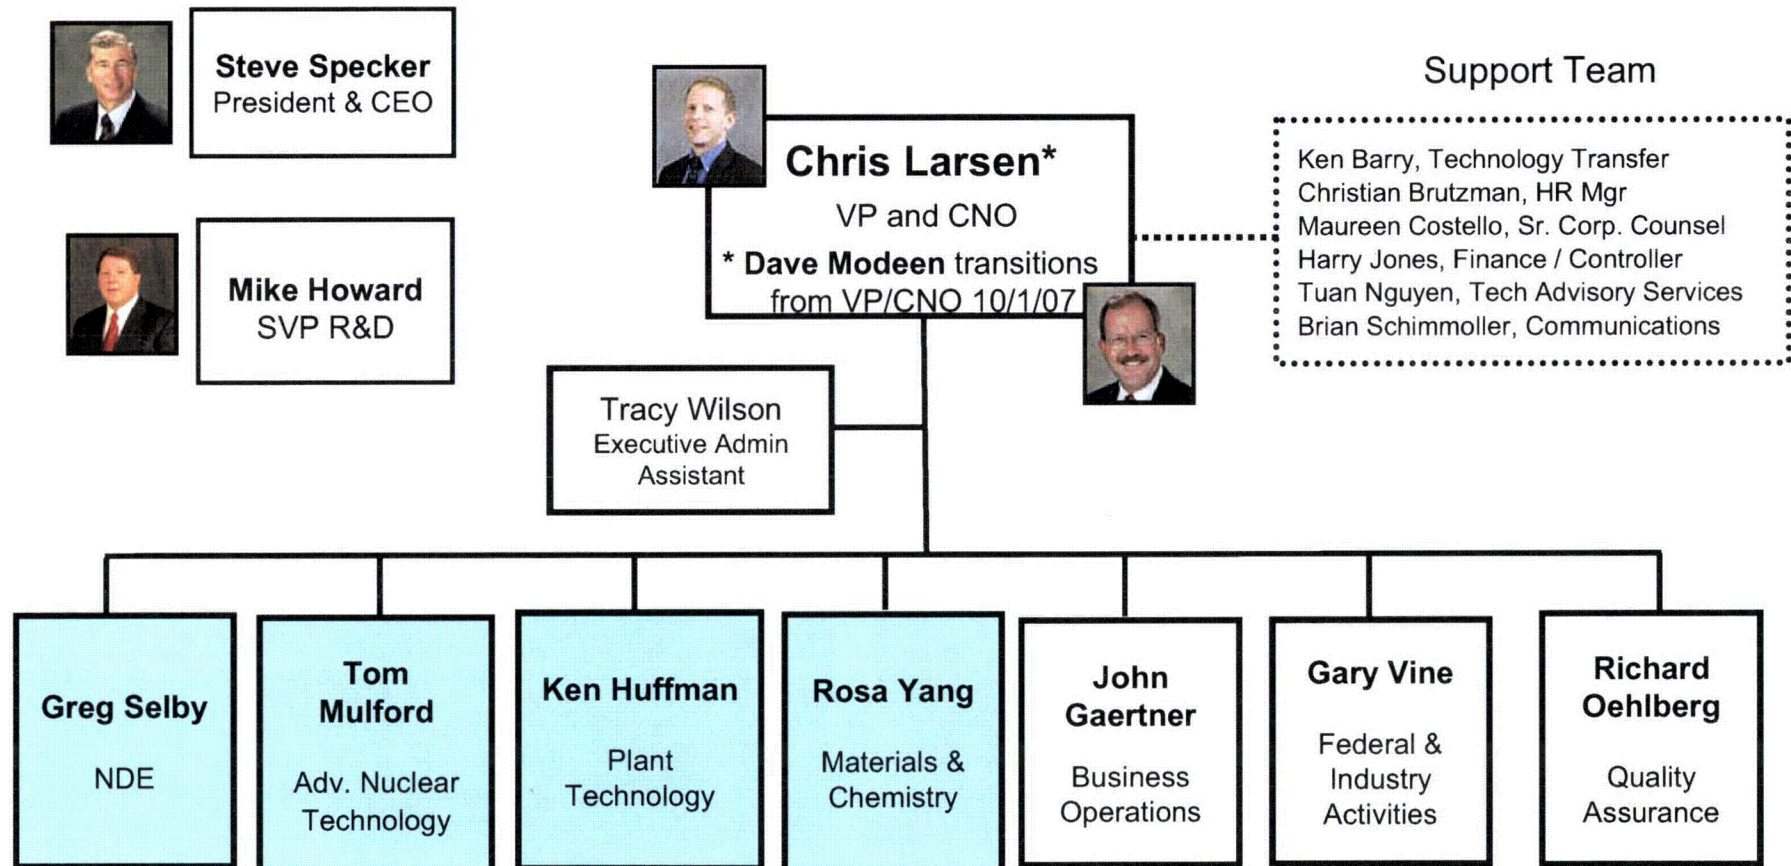 Steve Specker
President & CEO
Mike Howard
SVP R&D
Chris Larsen*
VP and CNO
* Dave Modeen transitions
from VP/CNO 10/1/07
Support Team
Ken Barry, Technology Transfer
Christian Brutzman, HR Mgr
Maureen Costello, Sr. Corp. Counsel
Harry Jones, Finance / Controller
Tuan Nguyen, Tech Advisory Services
Brian Schimmoller, Communications
Tracy Wilson
Executive Admin
Assistant
Greg Selby
NDE
Tom
Mulford
Adv. Nuclear
Technology
Ken Huffman
Plant
Technology
Rosa Yang
Materials &
Chemistry
John
Gaertner
Business
Operations
Gary Vine
Federal &
Industry
Activities
Richard
Oehlberg
Quality
Assurance